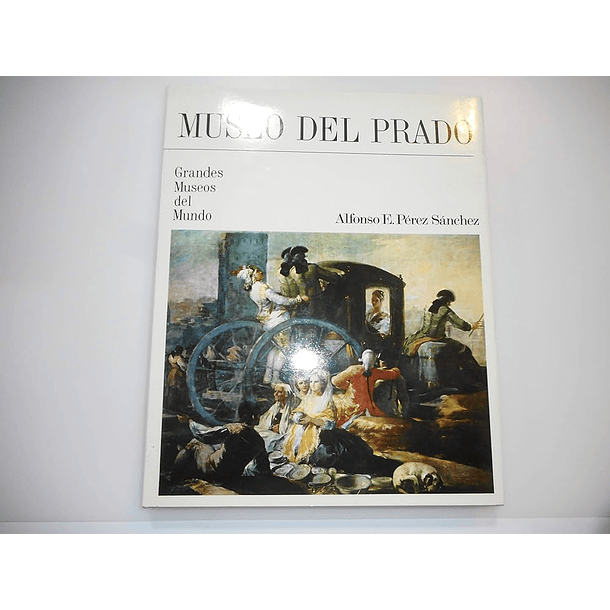 MUSEO DEL PRADO
Grandes
Museos
del
Mundo
Alfonso E. Pérez Sánchez